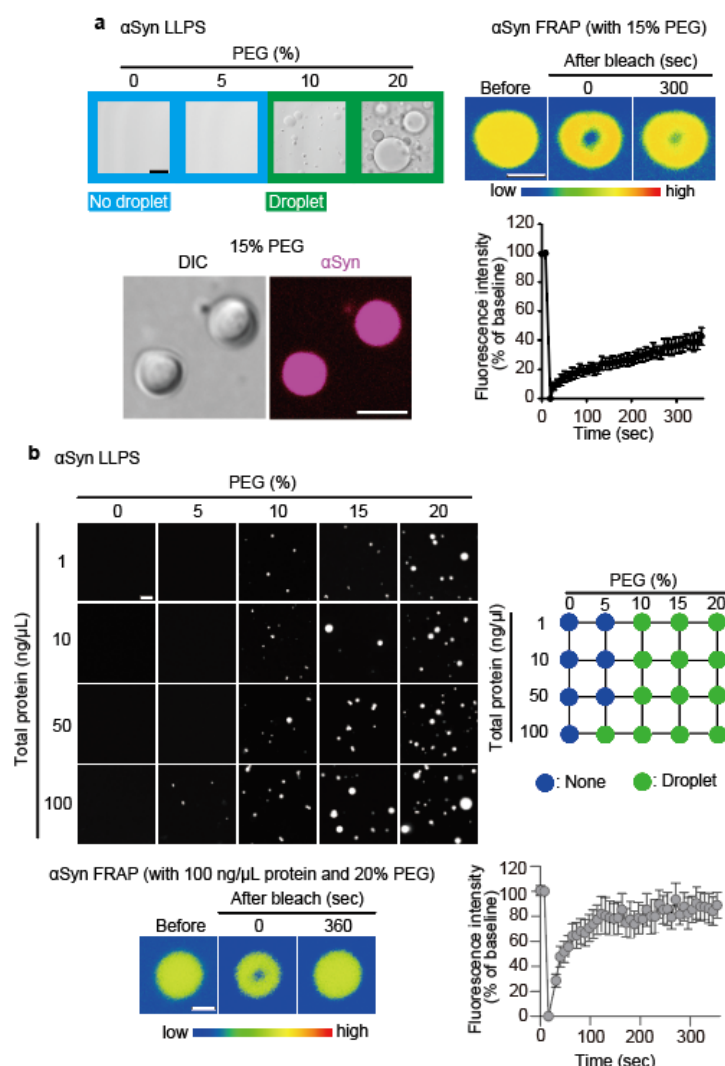 a αSyn LLPS
PEG (%)
0 5 10 20
No droplet Droplet
15% PEG
DIC αSyn
αSyn FRAP (with 15% PEG)
After bleach (sec)
Before 0 300
low high
Fluorescence intensity
(% of baseline)
120
100
80
60
40
20
0
0 100 200 300
Time (sec)
b αSyn LLPS
PEG (%)
0 5 10 15 20
Total protein (ng/μL)
1
10
50
100
PEG (%)
0 5 10 15 20
Total protein (ng/μl)
1
10
50
100
: None : Droplet
αSyn FRAP (with 100 ng/μL protein and 20% PEG)
After bleach (sec)
Before 0 360
low high
Fluorescence intensity
(% of baseline)
120
100
80
60
40
20
0
0 100 200 300
Time (sec)